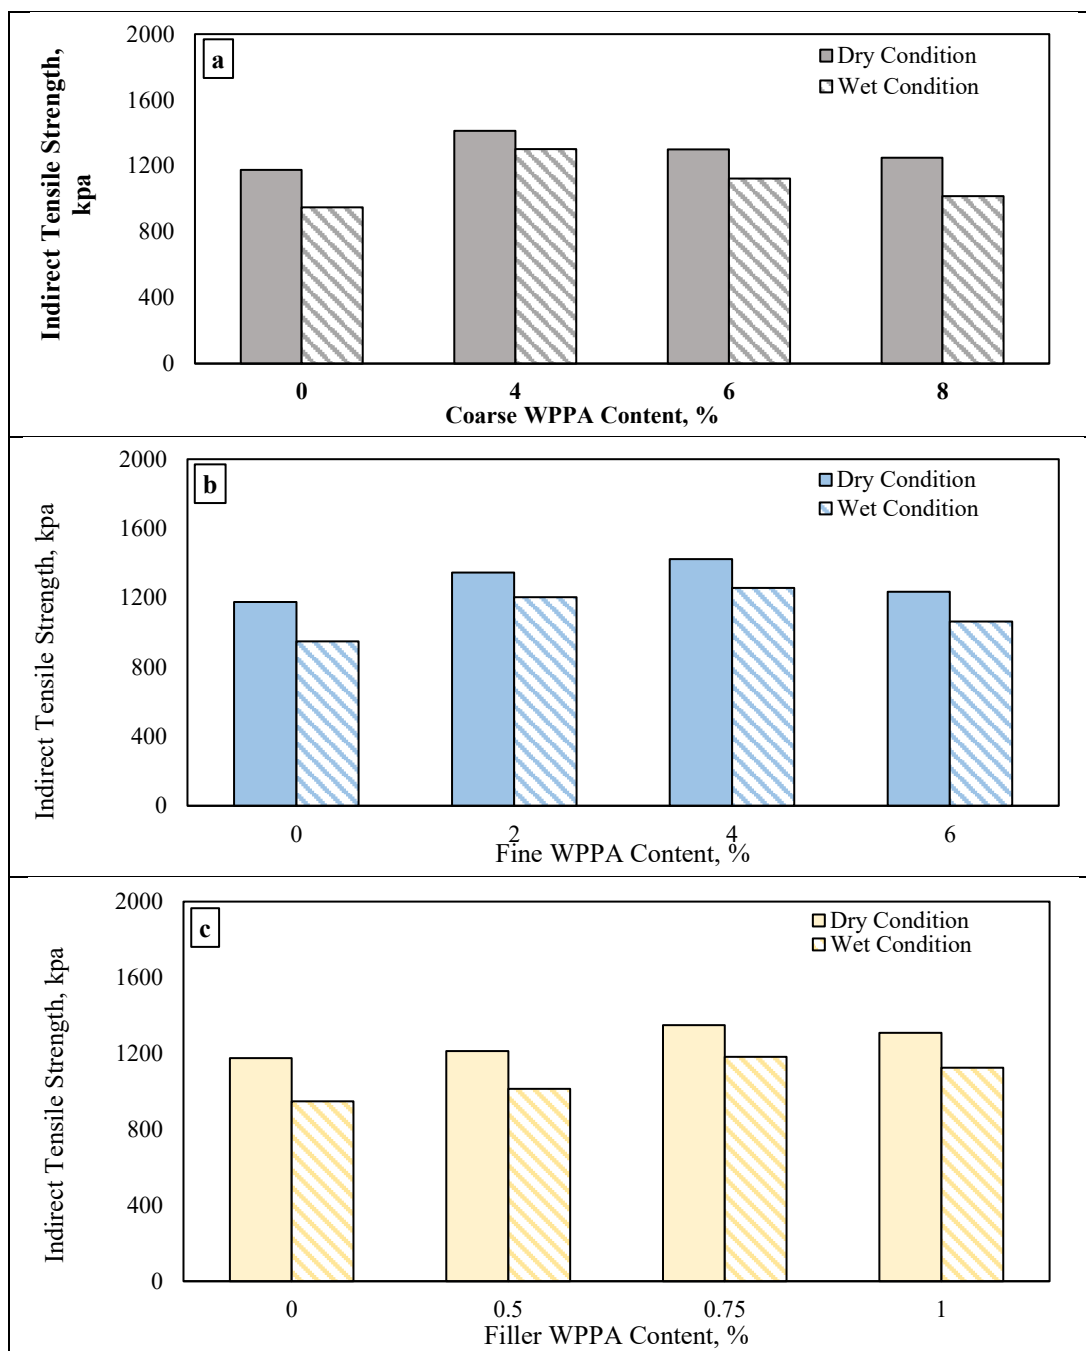 a
Indirect Tensile Strength,
kpa
2000
1600
1200
800
400
0
Dry Condition
Wet Condition
0 4 6 8
Coarse WPPA Content, %
b
Indirect Tensile Strength, kpa
2000
1600
1200
800
400
0
Dry Condition
Wet Condition
0 2 4 6
Fine WPPA Content, %
c
Indirect Tensile Strength, kpa
2000
1600
1200
800
400
0
Dry Condition
Wet Condition
0 0.5 0.75 1
Filler WPPA Content, %